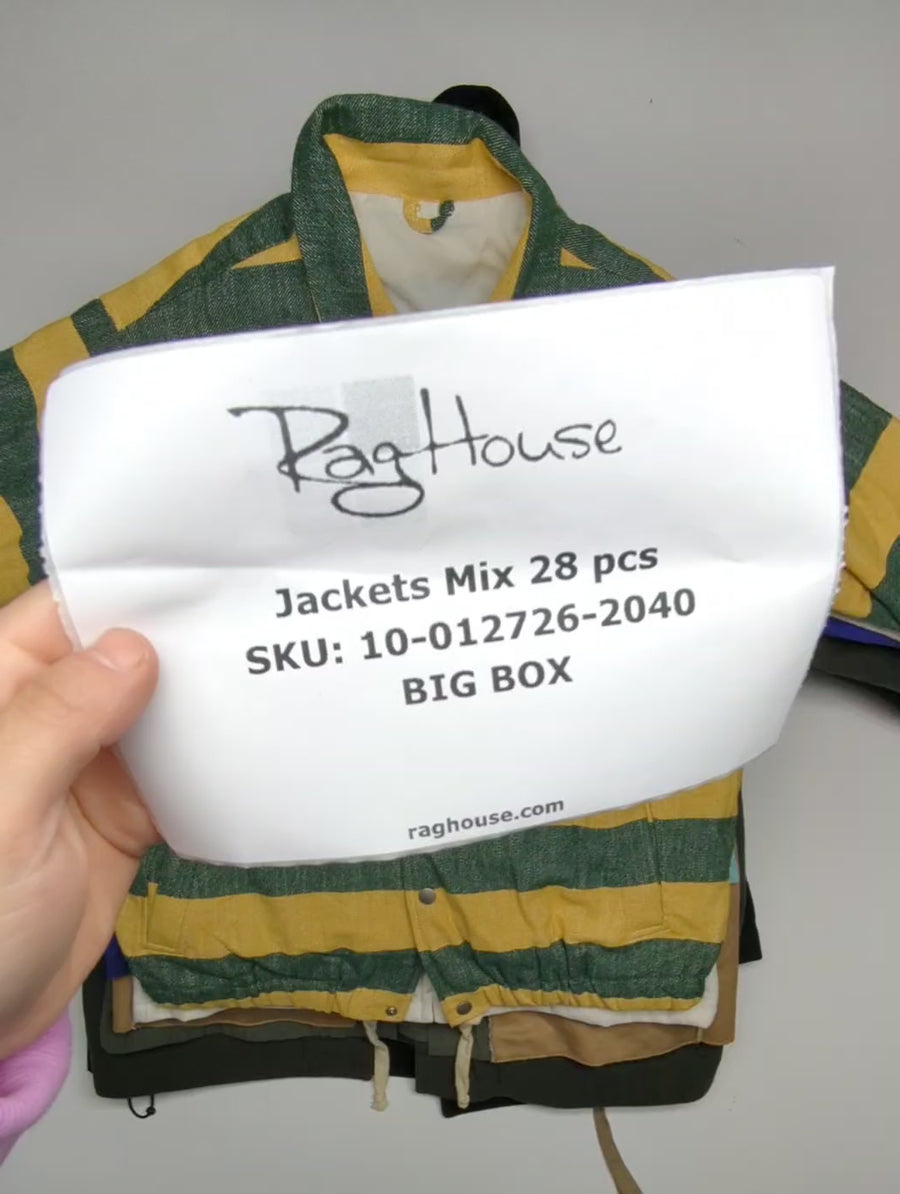 RagHouse
Jackets Mix 28 pcs
SKU: 10-012726-2040
BIG BOX
raghouse.com